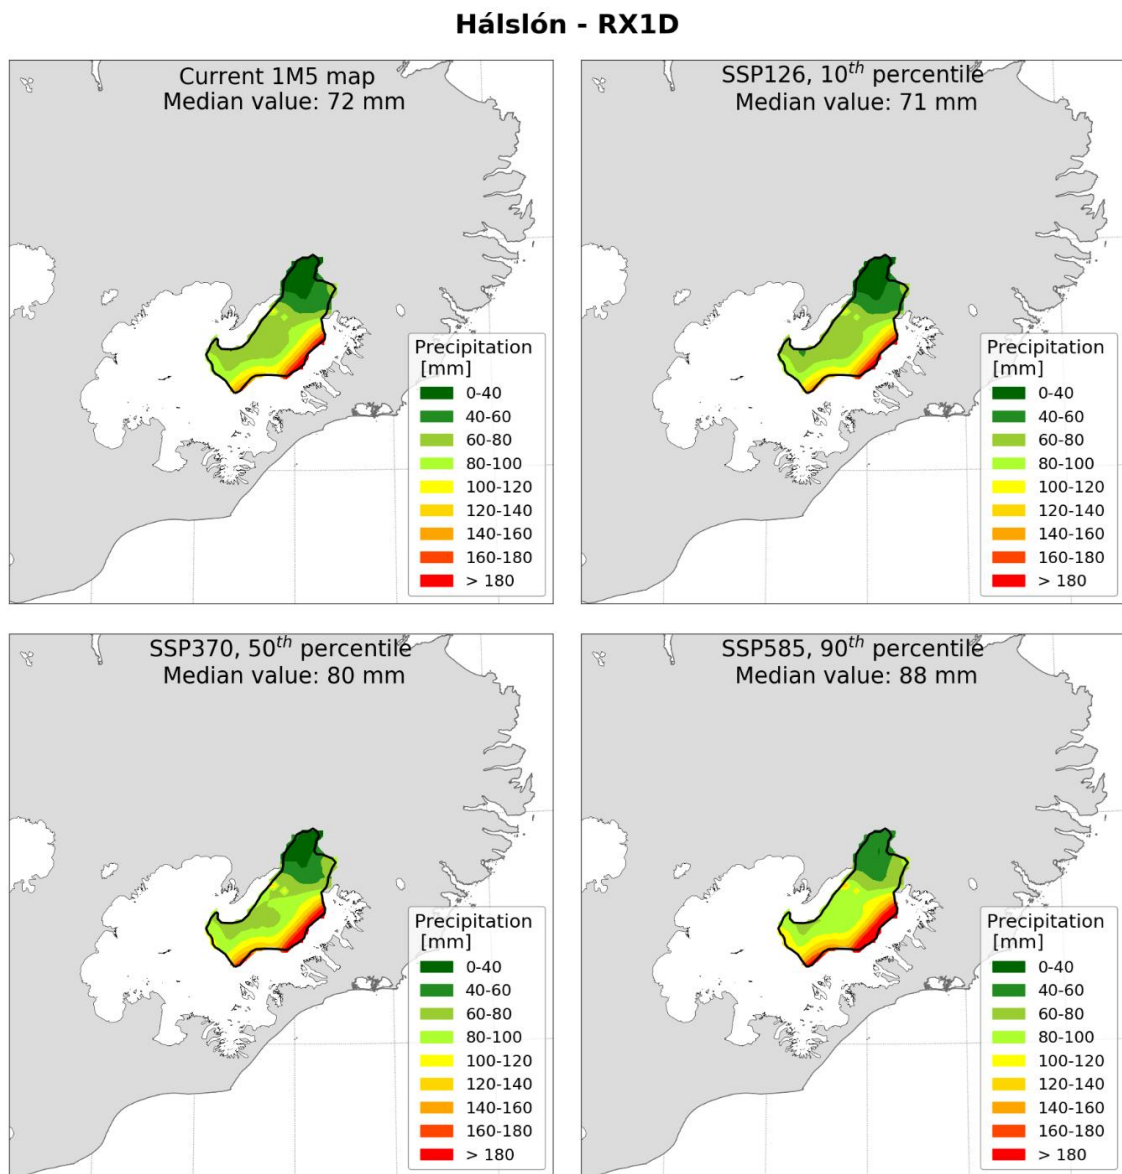 Hálslón - RX1D
Current 1M5 map
Median value: 72 mm
Precipitation
[mm]
0-40
40-60
60-80
80-100
100-120
120-140
140-160
160-180
> 180
SSP126, 10th percentile
Median value: 71 mm
Precipitation
[mm]
0-40
40-60
60-80
80-100
100-120
120-140
140-160
160-180
> 180
SSP370, 50th percentile
Median value: 80 mm
Precipitation
[mm]
0-40
40-60
60-80
80-100
100-120
120-140
140-160
160-180
> 180
SSP585, 90th percentile
Median value: 88 mm
Precipitation
[mm]
0-40
40-60
60-80
80-100
100-120
120-140
140-160
160-180
> 180